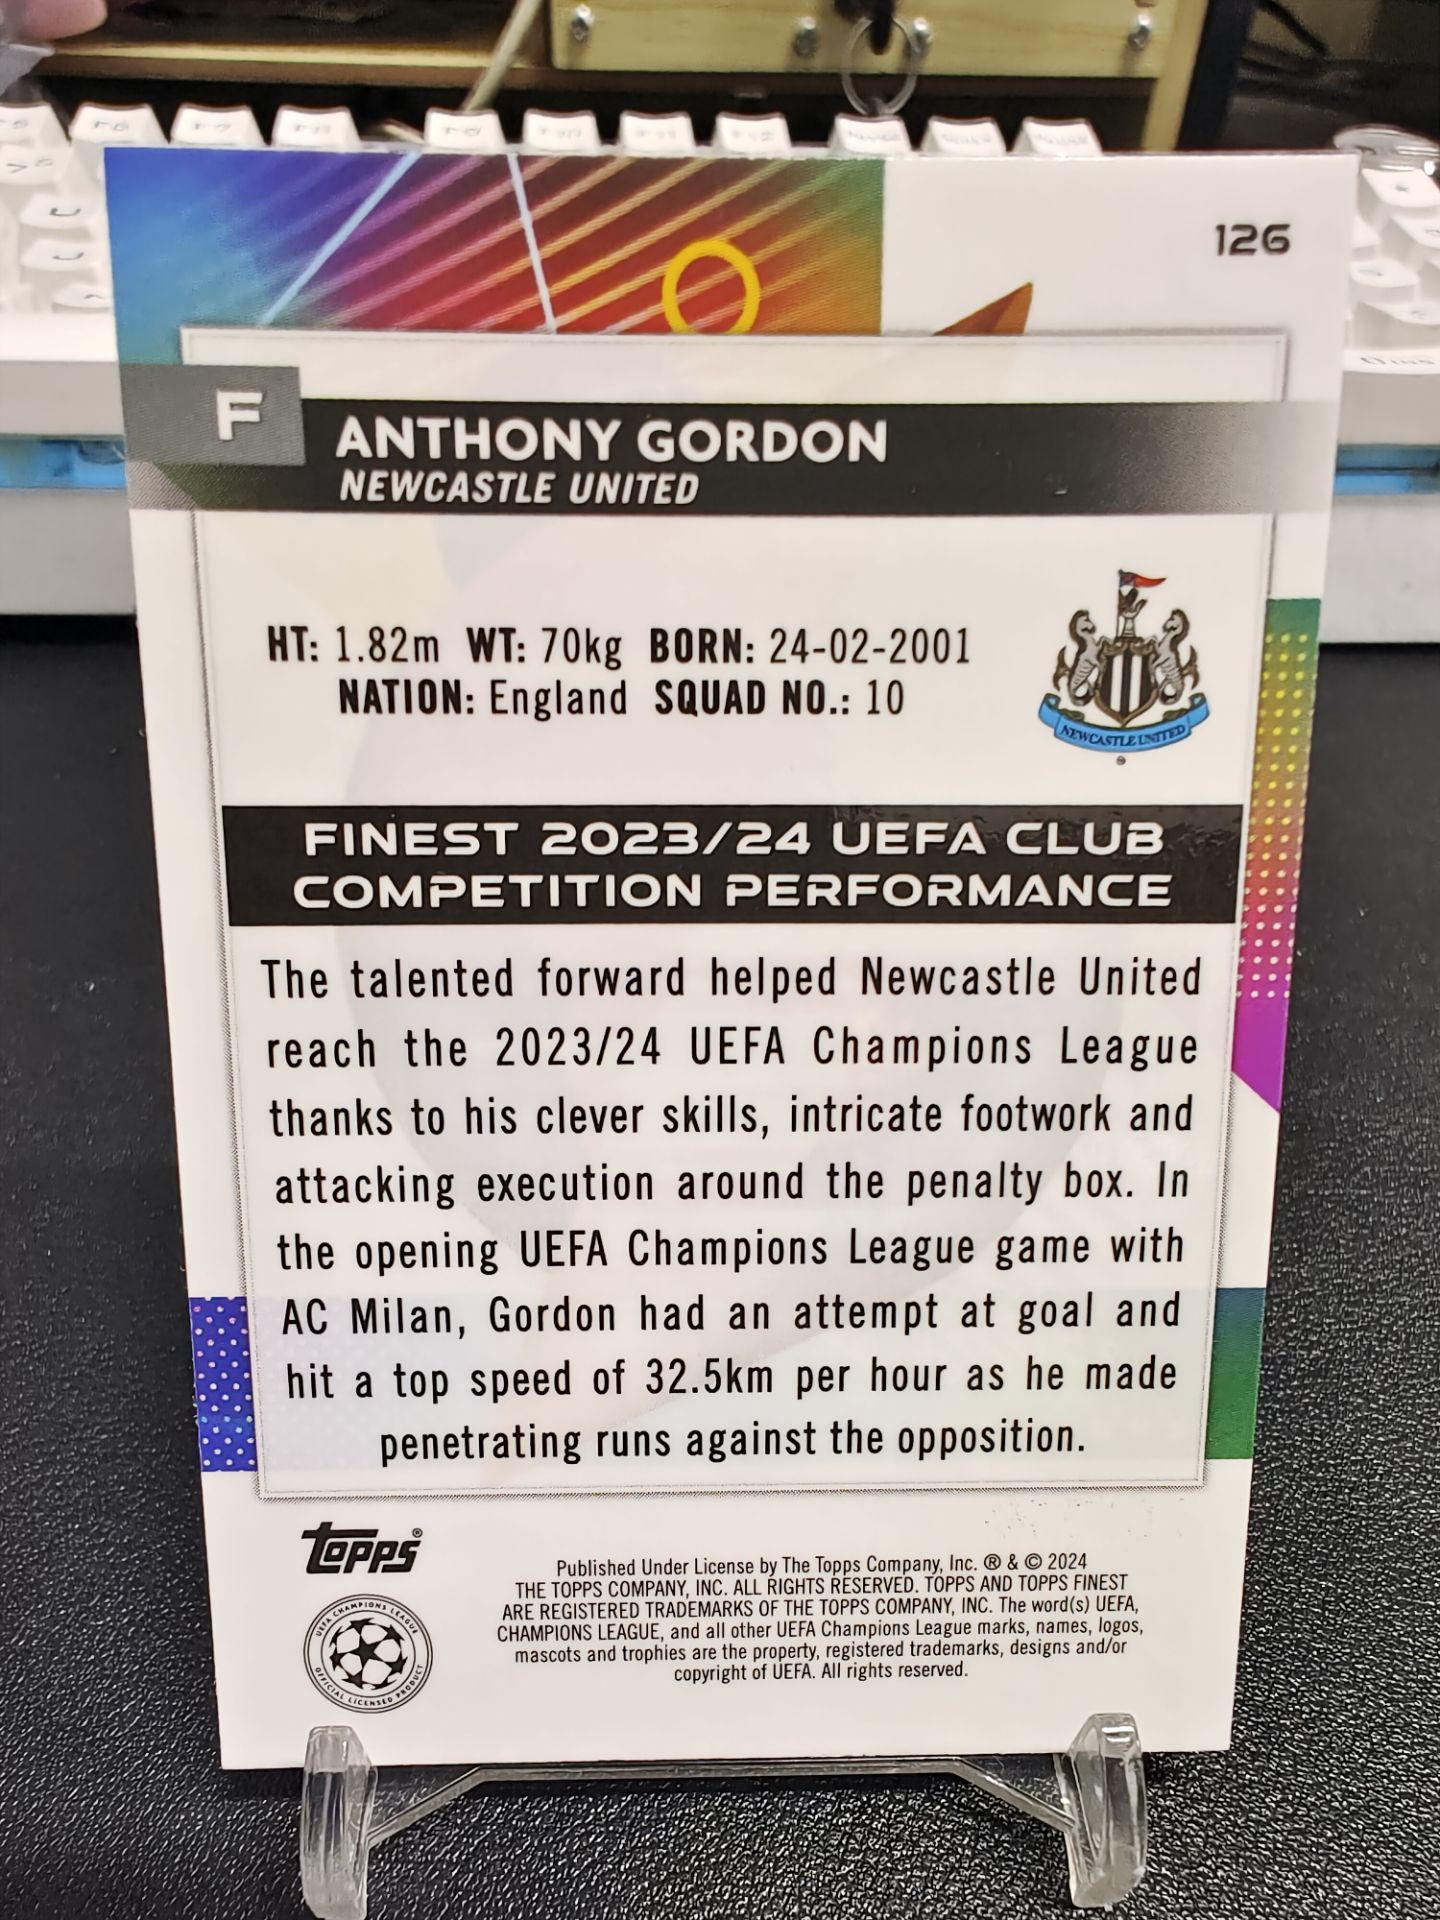 126
F
ANTHONY GORDON
NEWCASTLE UNITED
HT: 1.82m WT: 70kg BORN: 24-02-2001
NATION: England SQUAD NO.: 10
NEWCASTLE UNITED
®
FINEST 2023/24 UEFA CLUB
COMPETITION PERFORMANCE
The talented forward helped Newcastle United
reach the 2023/24 UEFA Champions League
thanks to his clever skills, intricate footwork and
attacking execution around the penalty box. In
the opening UEFA Champions League game with
AC Milan, Gordon had an attempt at goal and
hit a top speed of 32.5km per hour as he made
penetrating runs against the opposition.
Topps®
UEFA CHAMPIONS LEAGUE
OFFICIAL LICENSED PRODUCT
Published Under License by The Topps Company, Inc. ® & © 2024
THE TOPPS COMPANY, INC. ALL RIGHTS RESERVED. TOPPS AND TOPPS FINEST
ARE REGISTERED TRADEMARKS OF THE TOPPS COMPANY, INC. The word(s) UEFA,
CHAMPIONS LEAGUE, and all other UEFA Champions League marks, names, logos,
mascots and trophies are the property, registered trademarks, designs and/or
copyright of UEFA. All rights reserved.